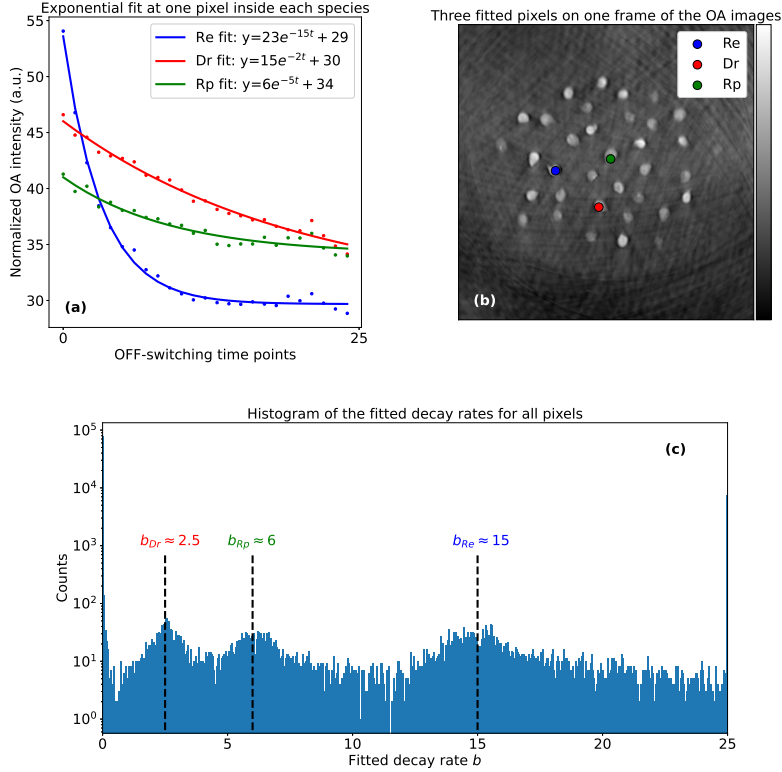 Exponential fit at one pixel inside each species
55
50
45
40
35
30
Normalized OA intensity (a.u.)
Re fit: y=23e^{-15t} + 29
Dr fit: y=15e^{-2t} + 30
Rp fit: y=6e^{-5t} + 34
(a)
0
25
OFF-switching time points
Three fitted pixels on one frame of the OA images
Re
Dr
Rp
(b)
Histogram of the fitted decay rates for all pixels
10^5
10^4
10^3
10^2
10^1
10^0
Counts
(c)
b_{Dr} ≈ 2.5
b_{Rp} ≈ 6
b_{Re} ≈ 15
0
5
10
15
20
25
Fitted decay rate b